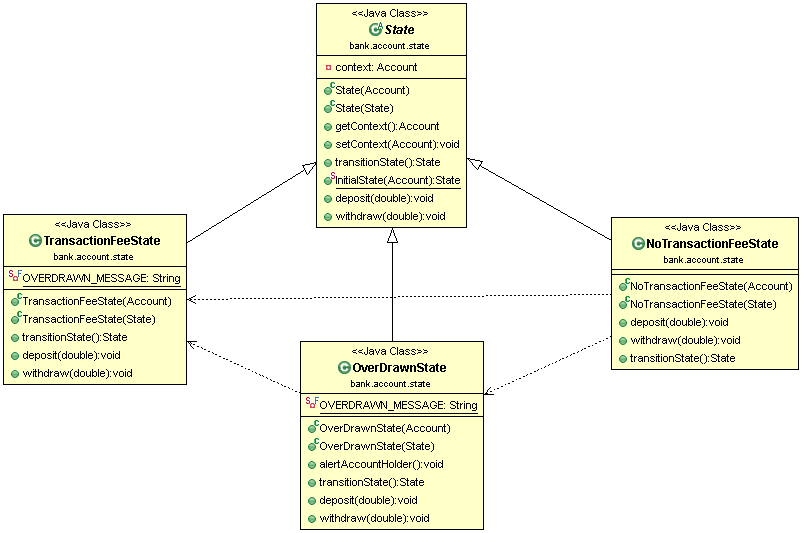 <<Java Class>>
State
bank.account.state
context: Account
State(Account)
State(State)
getContext():Account
setContext(Account):void
transitionState():State
InitialState(Account):State
deposit(double):void
withdraw(double):void
<<Java Class>>
TransactionFeeState
bank.account.state
OVERDRAWN_MESSAGE: String
TransactionFeeState(Account)
TransactionFeeState(State)
transitionState():State
deposit(double):void
withdraw(double):void
<<Java Class>>
NoTransactionFeeState
bank.account.state
NoTransactionFeeState(Account)
NoTransactionFeeState(State)
deposit(double):void
withdraw(double):void
transitionState():State
<<Java Class>>
OverDrawnState
bank.account.state
OVERDRAWN_MESSAGE: String
OverDrawnState(Account)
OverDrawnState(State)
alertAccountHolder():void
transitionState():State
deposit(double):void
withdraw(double):void